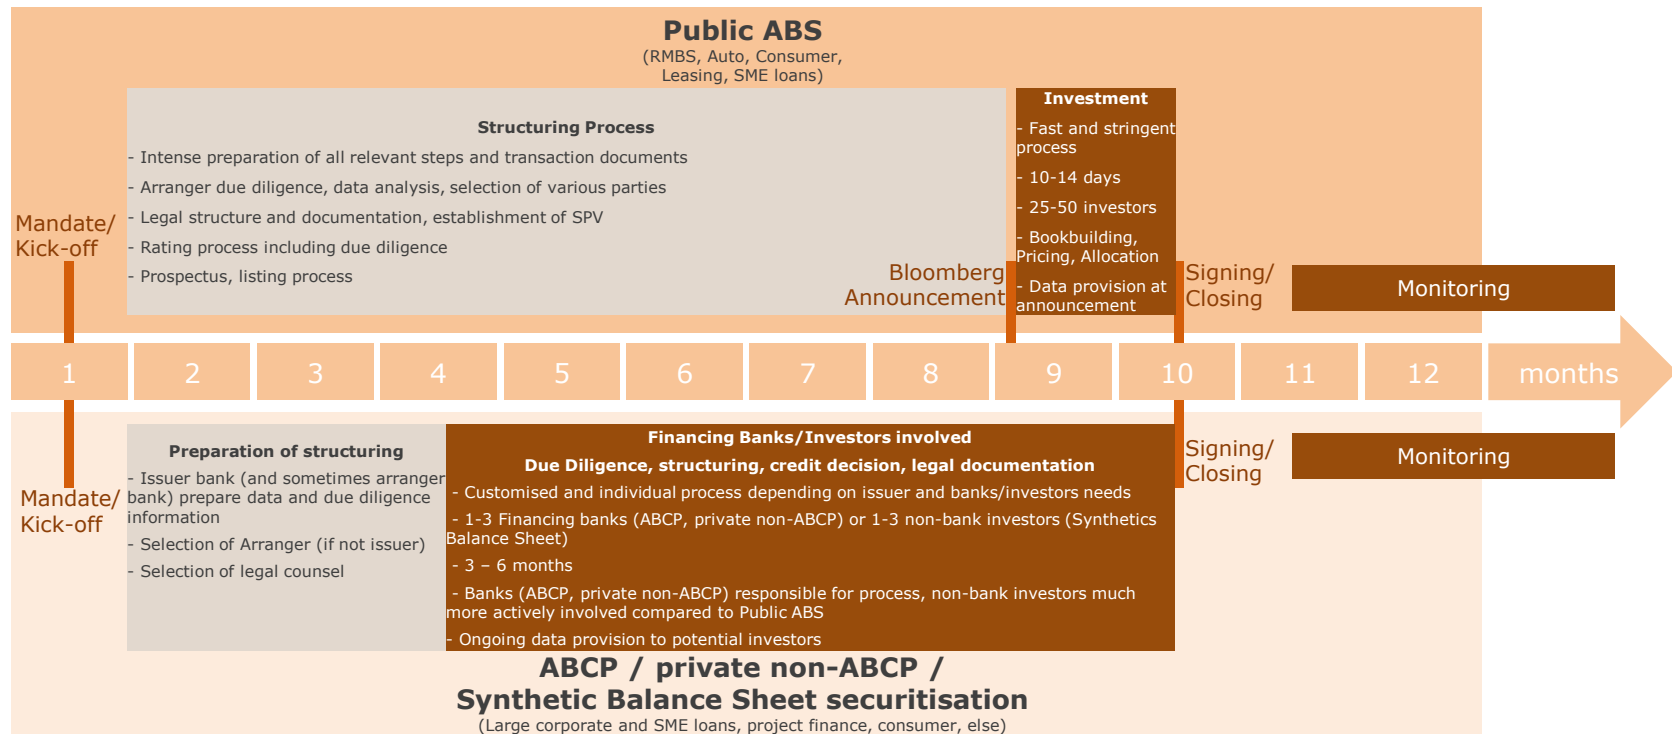 Public ABS
(RMBS, Auto, Consumer,
Leasing, SME loans)
Structuring Process
- Intense preparation of all relevant steps and transaction documents
- Arranger due diligence, data analysis, selection of various parties
- Legal structure and documentation, establishment of SPV
- Rating process including due diligence
- Prospectus, listing process
Investment
- Fast and stringent
process
- 10-14 days
- 25-50 investors
- Bookbuilding,
Pricing, Allocation
- Data provision at
announcement
Mandate/
Kick-off
Bloomberg
Announcement
Signing/
Closing
Monitoring
1 2 3 4 5 6 7 8 9 10 11 12 months
Mandate/
Kick-off
Preparation of structuring
- Issuer bank (and sometimes arranger
bank) prepare data and due diligence
information
- Selection of Arranger (if not issuer)
- Selection of legal counsel
Financing Banks/Investors involved
Due Diligence, structuring, credit decision, legal documentation
- Customised and individual process depending on issuer and banks/investors needs
- 1-3 Financing banks (ABCP, private non-ABCP) or 1-3 non-bank investors (Synthetics
Balance Sheet)
- 3 – 6 months
- Banks (ABCP, private non-ABCP) responsible for process, non-bank investors much
more actively involved compared to Public ABS
- Ongoing data provision to potential investors
Signing/
Closing
Monitoring
ABCP / private non-ABCP /
Synthetic Balance Sheet securitisation
(Large corporate and SME loans, project finance, consumer, else)